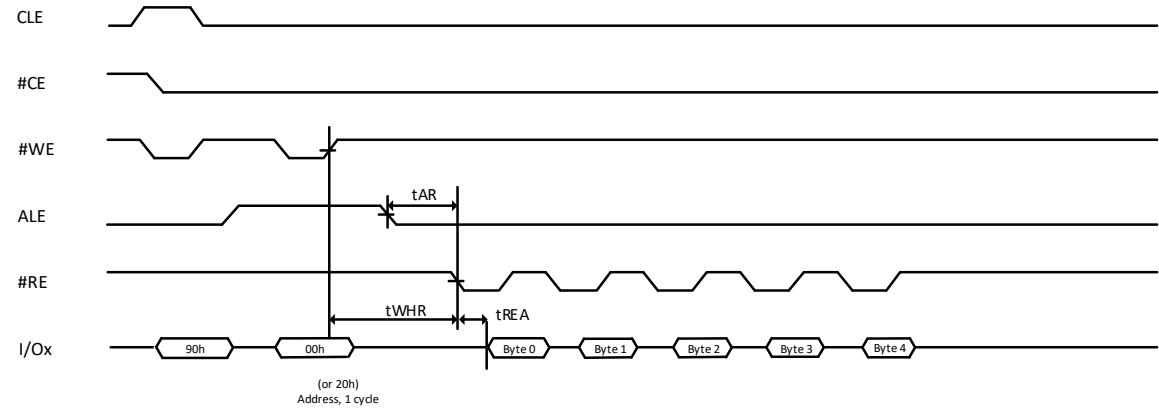 CLE
#CE
#WE
ALE
tAR
#RE
tWHR
tREA
I/Ox
90h
00h
Byte 0
Byte 1
Byte 2
Byte 3
Byte 4
(or 20h)
Address, 1 cycle